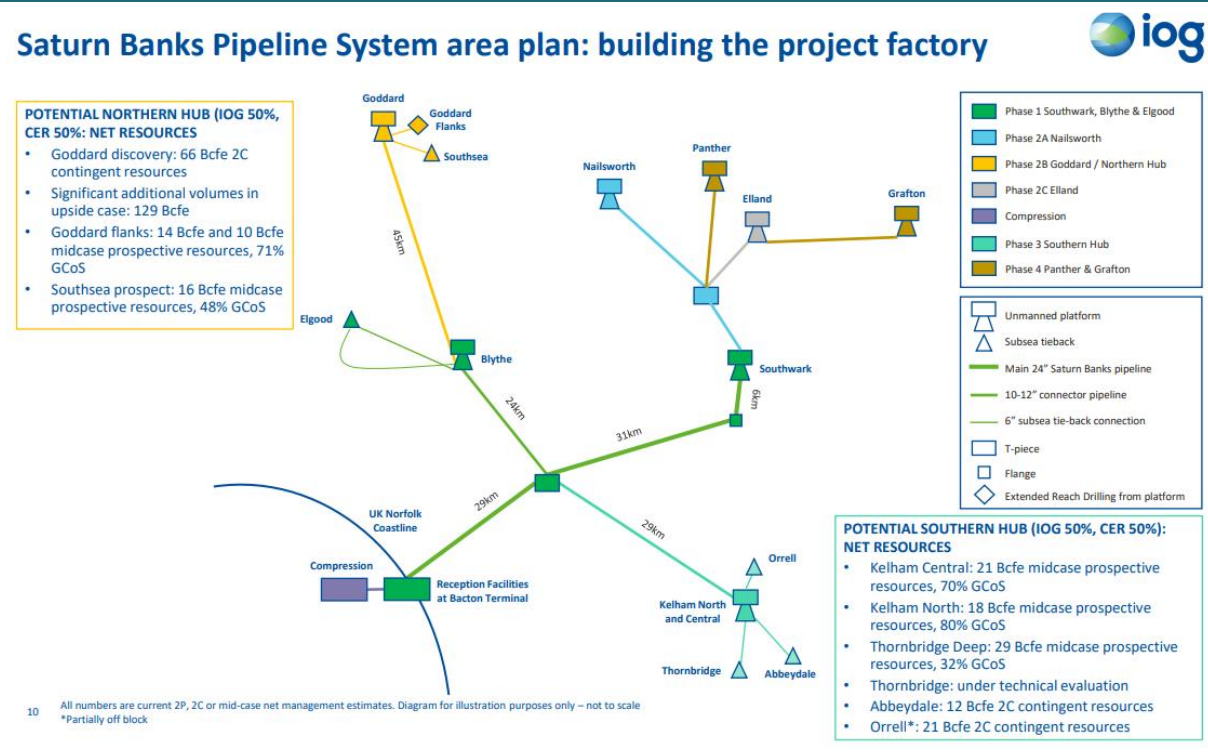 Saturn Banks Pipeline System area plan: building the project factory
iog
POTENTIAL NORTHERN HUB (IOG 50%,
CER 50%: NET RESOURCES
• Goddard discovery: 66 Bcfe 2C
contingent resources
• Significant additional volumes in
upside case: 129 Bcfe
• Goddard flanks: 14 Bcfe and 10 Bcfe
midcase prospective resources, 71%
GCoS
• Southsea prospect: 16 Bcfe midcase
prospective resources, 48% GCoS
Goddard
Goddard
Flanks
Southsea
45km
Elgood
Blythe
24km
Nailsworth
Panther
Elland
Grafton
Southwark
6km
31km
29km
29km
UK Norfolk
Coastline
Compression
Reception Facilities
at Bacton Terminal
Orrell
Kelham North
and Central
Thornbridge
Abbeydale
Phase 1 Southwark, Blythe & Elgood
Phase 2A Nailsworth
Phase 2B Goddard / Northern Hub
Phase 2C Elland
Compression
Phase 3 Southern Hub
Phase 4 Panther & Grafton
Unmanned platform
Subsea tieback
Main 24" Saturn Banks pipeline
10-12" connector pipeline
6" subsea tie-back connection
T-piece
Flange
Extended Reach Drilling from platform
POTENTIAL SOUTHERN HUB (IOG 50%, CER 50%):
NET RESOURCES
• Kelham Central: 21 Bcfe midcase prospective
resources, 70% GCoS
• Kelham North: 18 Bcfe midcase prospective
resources, 80% GCoS
• Thornbridge Deep: 29 Bcfe midcase prospective
resources, 32% GCoS
• Thornbridge: under technical evaluation
• Abbeydale: 12 Bcfe 2C contingent resources
• Orrell*: 21 Bcfe 2C contingent resources
10
All numbers are current 2P, 2C or mid-case net management estimates. Diagram for illustration purposes only – not to scale
*Partially off block